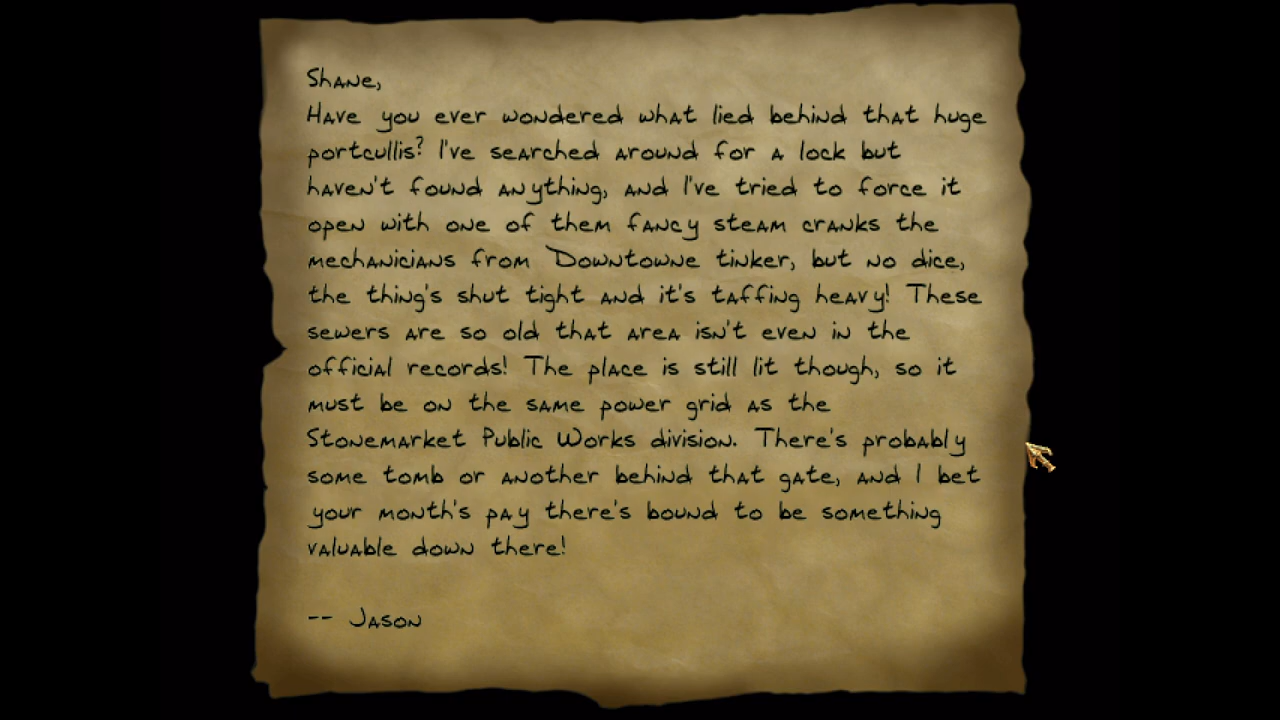 Shane,
Have you ever wondered what lied behind that huge
portcullis? I've searched around for a lock but
haven't found anything, and I've tried to force it
open with one of them fancy steam cranks the
mechanicians from Downtowne tinker, but no dice,
the thing's shut tight and it's taffing heavy! These
sewers are so old that area isn't even in the
official records! The place is still lit though, so it
must be on the same power grid as the
Stonemarket Public Works division. There's probably
some tomb or another behind that gate, and I bet
your month's pay there's bound to be something
valuable down there!
-- Jason